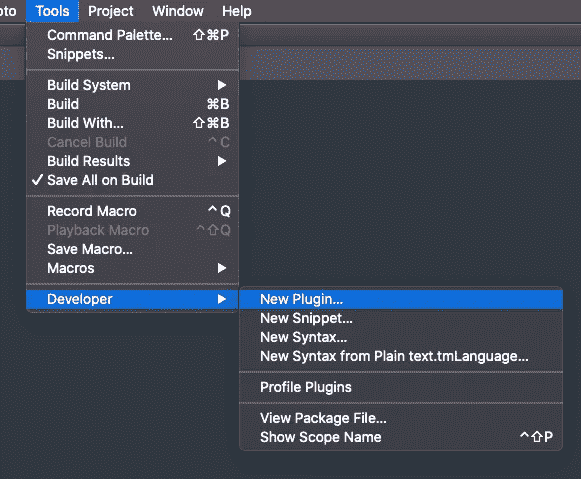 oto Tools Project Window Help
Command Palette... ⇧⌘P
Snippets...
Build System ▶
Build ⌘B
Build With... ⇧⌘B
Cancel Build ^C
Build Results ▶
✓ Save All on Build
Record Macro ^Q
Playback Macro ^⇧Q
Save Macro...
Macros ▶
Developer ▶
New Plugin...
New Snippet...
New Syntax...
New Syntax from Plain text.tmLanguage...
Profile Plugins
View Package File...
Show Scope Name ^⇧P